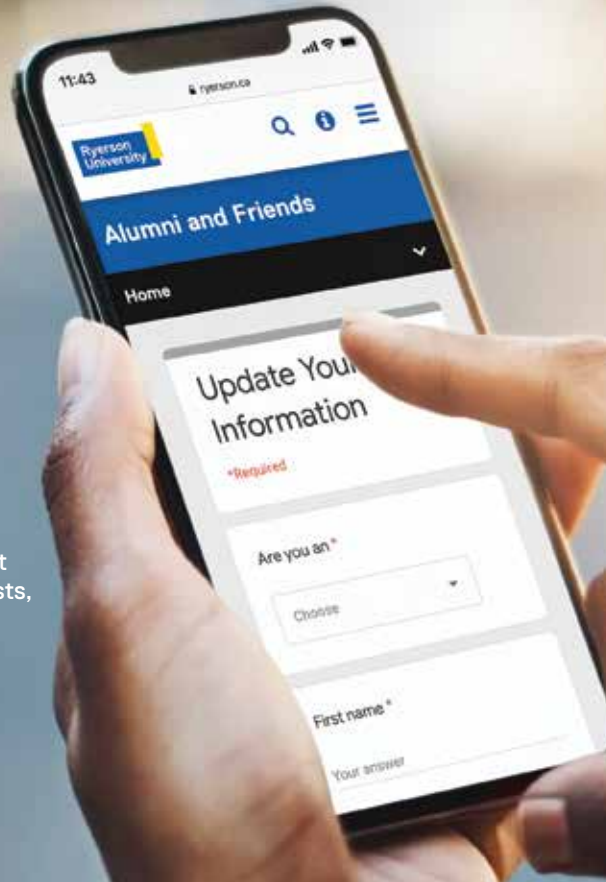 11:43
ryerson.ca
Ryerson
University
Alumni and Friends
Home
Update Your
Information
*Required
Are you an *
Choose
First name *
Your answer
t
sts,